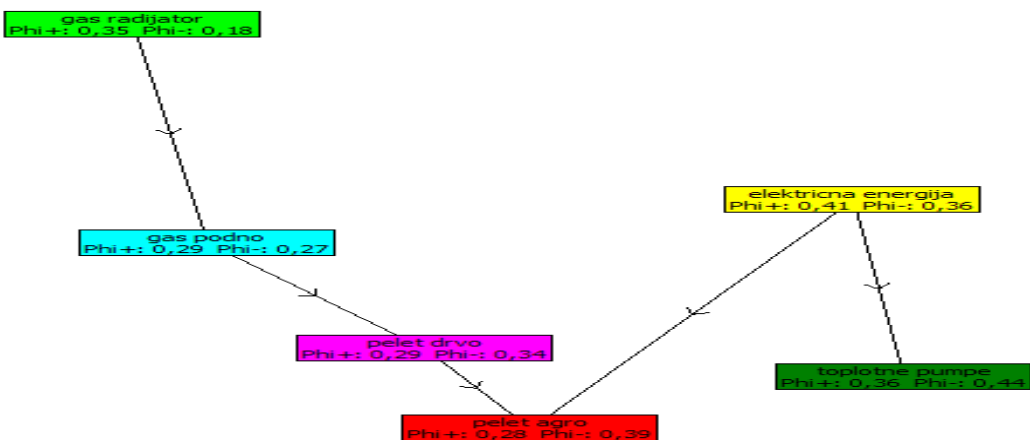 gas radijator
Phi+: 0,35 Phi-: 0,18
elektricna energija
Phi+: 0,41 Phi-: 0,36
gas podno
Phi+: 0,29 Phi-: 0,27
pelet drvo
Phi+: 0,29 Phi-: 0,34
toplotne pumpe
Phi+: 0,36 Phi-: 0,44
pelet agro
Phi+: 0,28 Phi-: 0,39